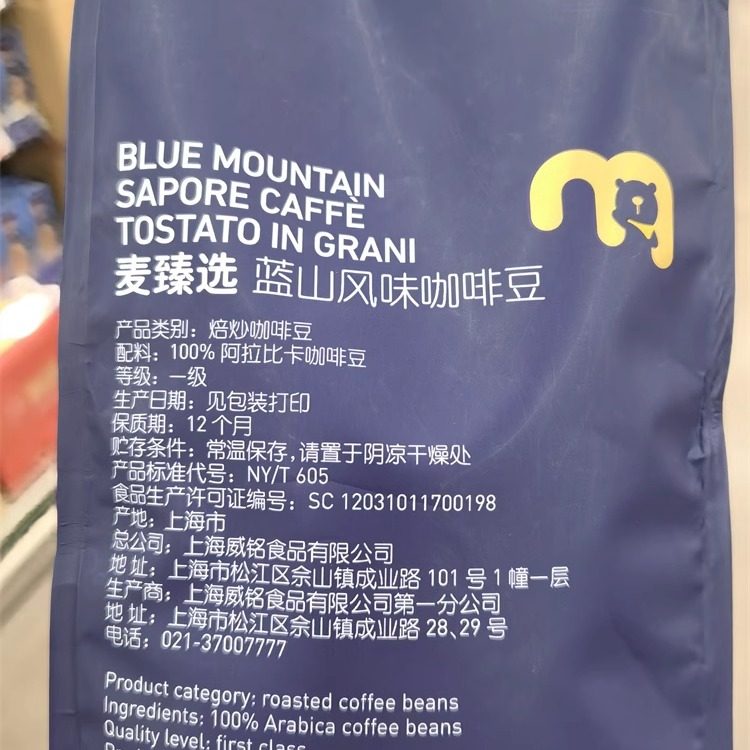 BLUE MOUNTAIN
SAPORE CAFFÈ
TOSTATO IN GRANI
麦臻选 蓝山风味咖啡豆
产品类别：焙炒咖啡豆
配料：100% 阿拉比卡咖啡豆
等级：一级
生产日期：见包装打印
保质期：12 个月
贮存条件：常温保存，请置于阴凉干燥处
产品标准代号：NY/T 605
食品生产许可证编号：SC 12031011700198
产地：上海市
总公司：上海威铭食品有限公司
地 址：上海市松江区佘山镇成业路 101 号 1 幢一层
生产商：上海威铭食品有限公司第一分公司
地 址：上海市松江区佘山镇成业路 28、29 号
电话：021-37007777
Product category: roasted coffee beans
Ingredients: 100% Arabica coffee beans
Quality level: first class